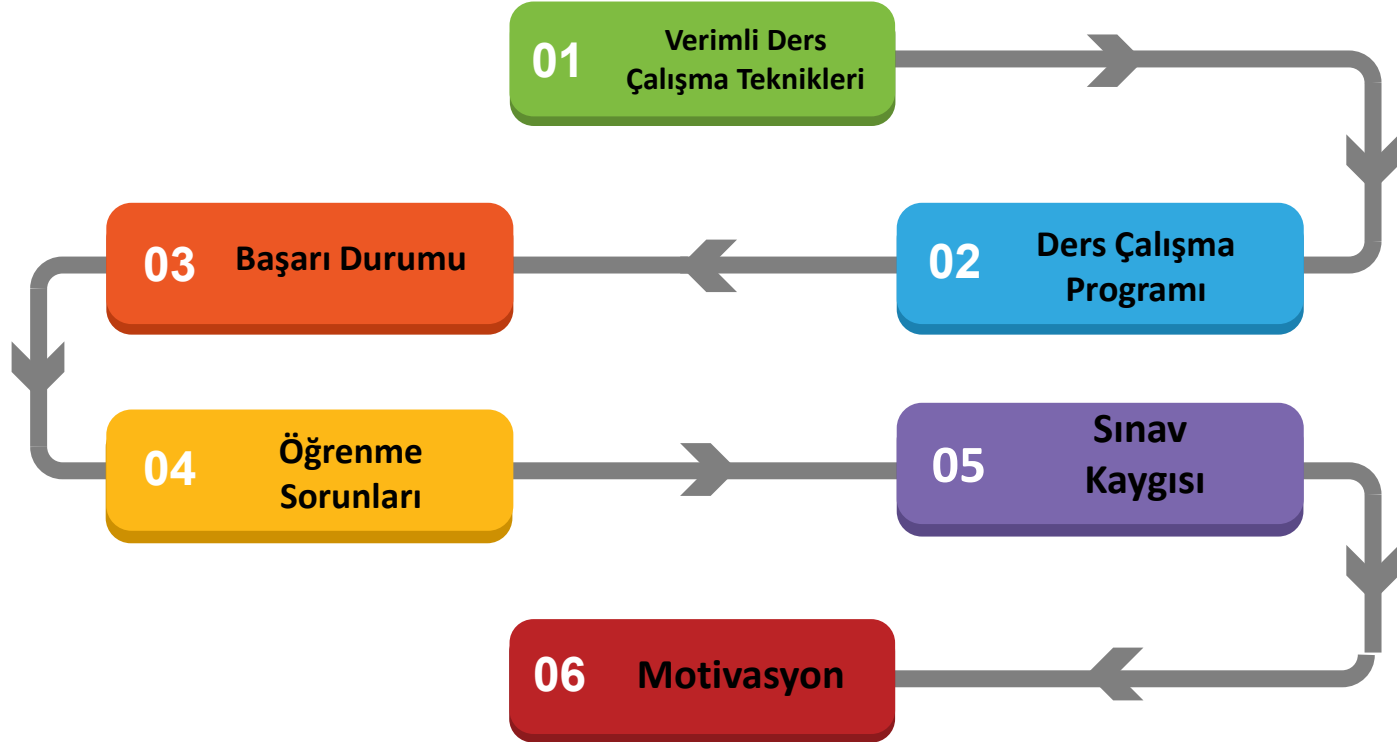 01
Verimli Ders
Çalışma Teknikleri
02
Ders Çalışma
Programı
03
Başarı Durumu
04
Öğrenme
Sorunları
05
Sınav
Kaygısı
06
Motivasyon